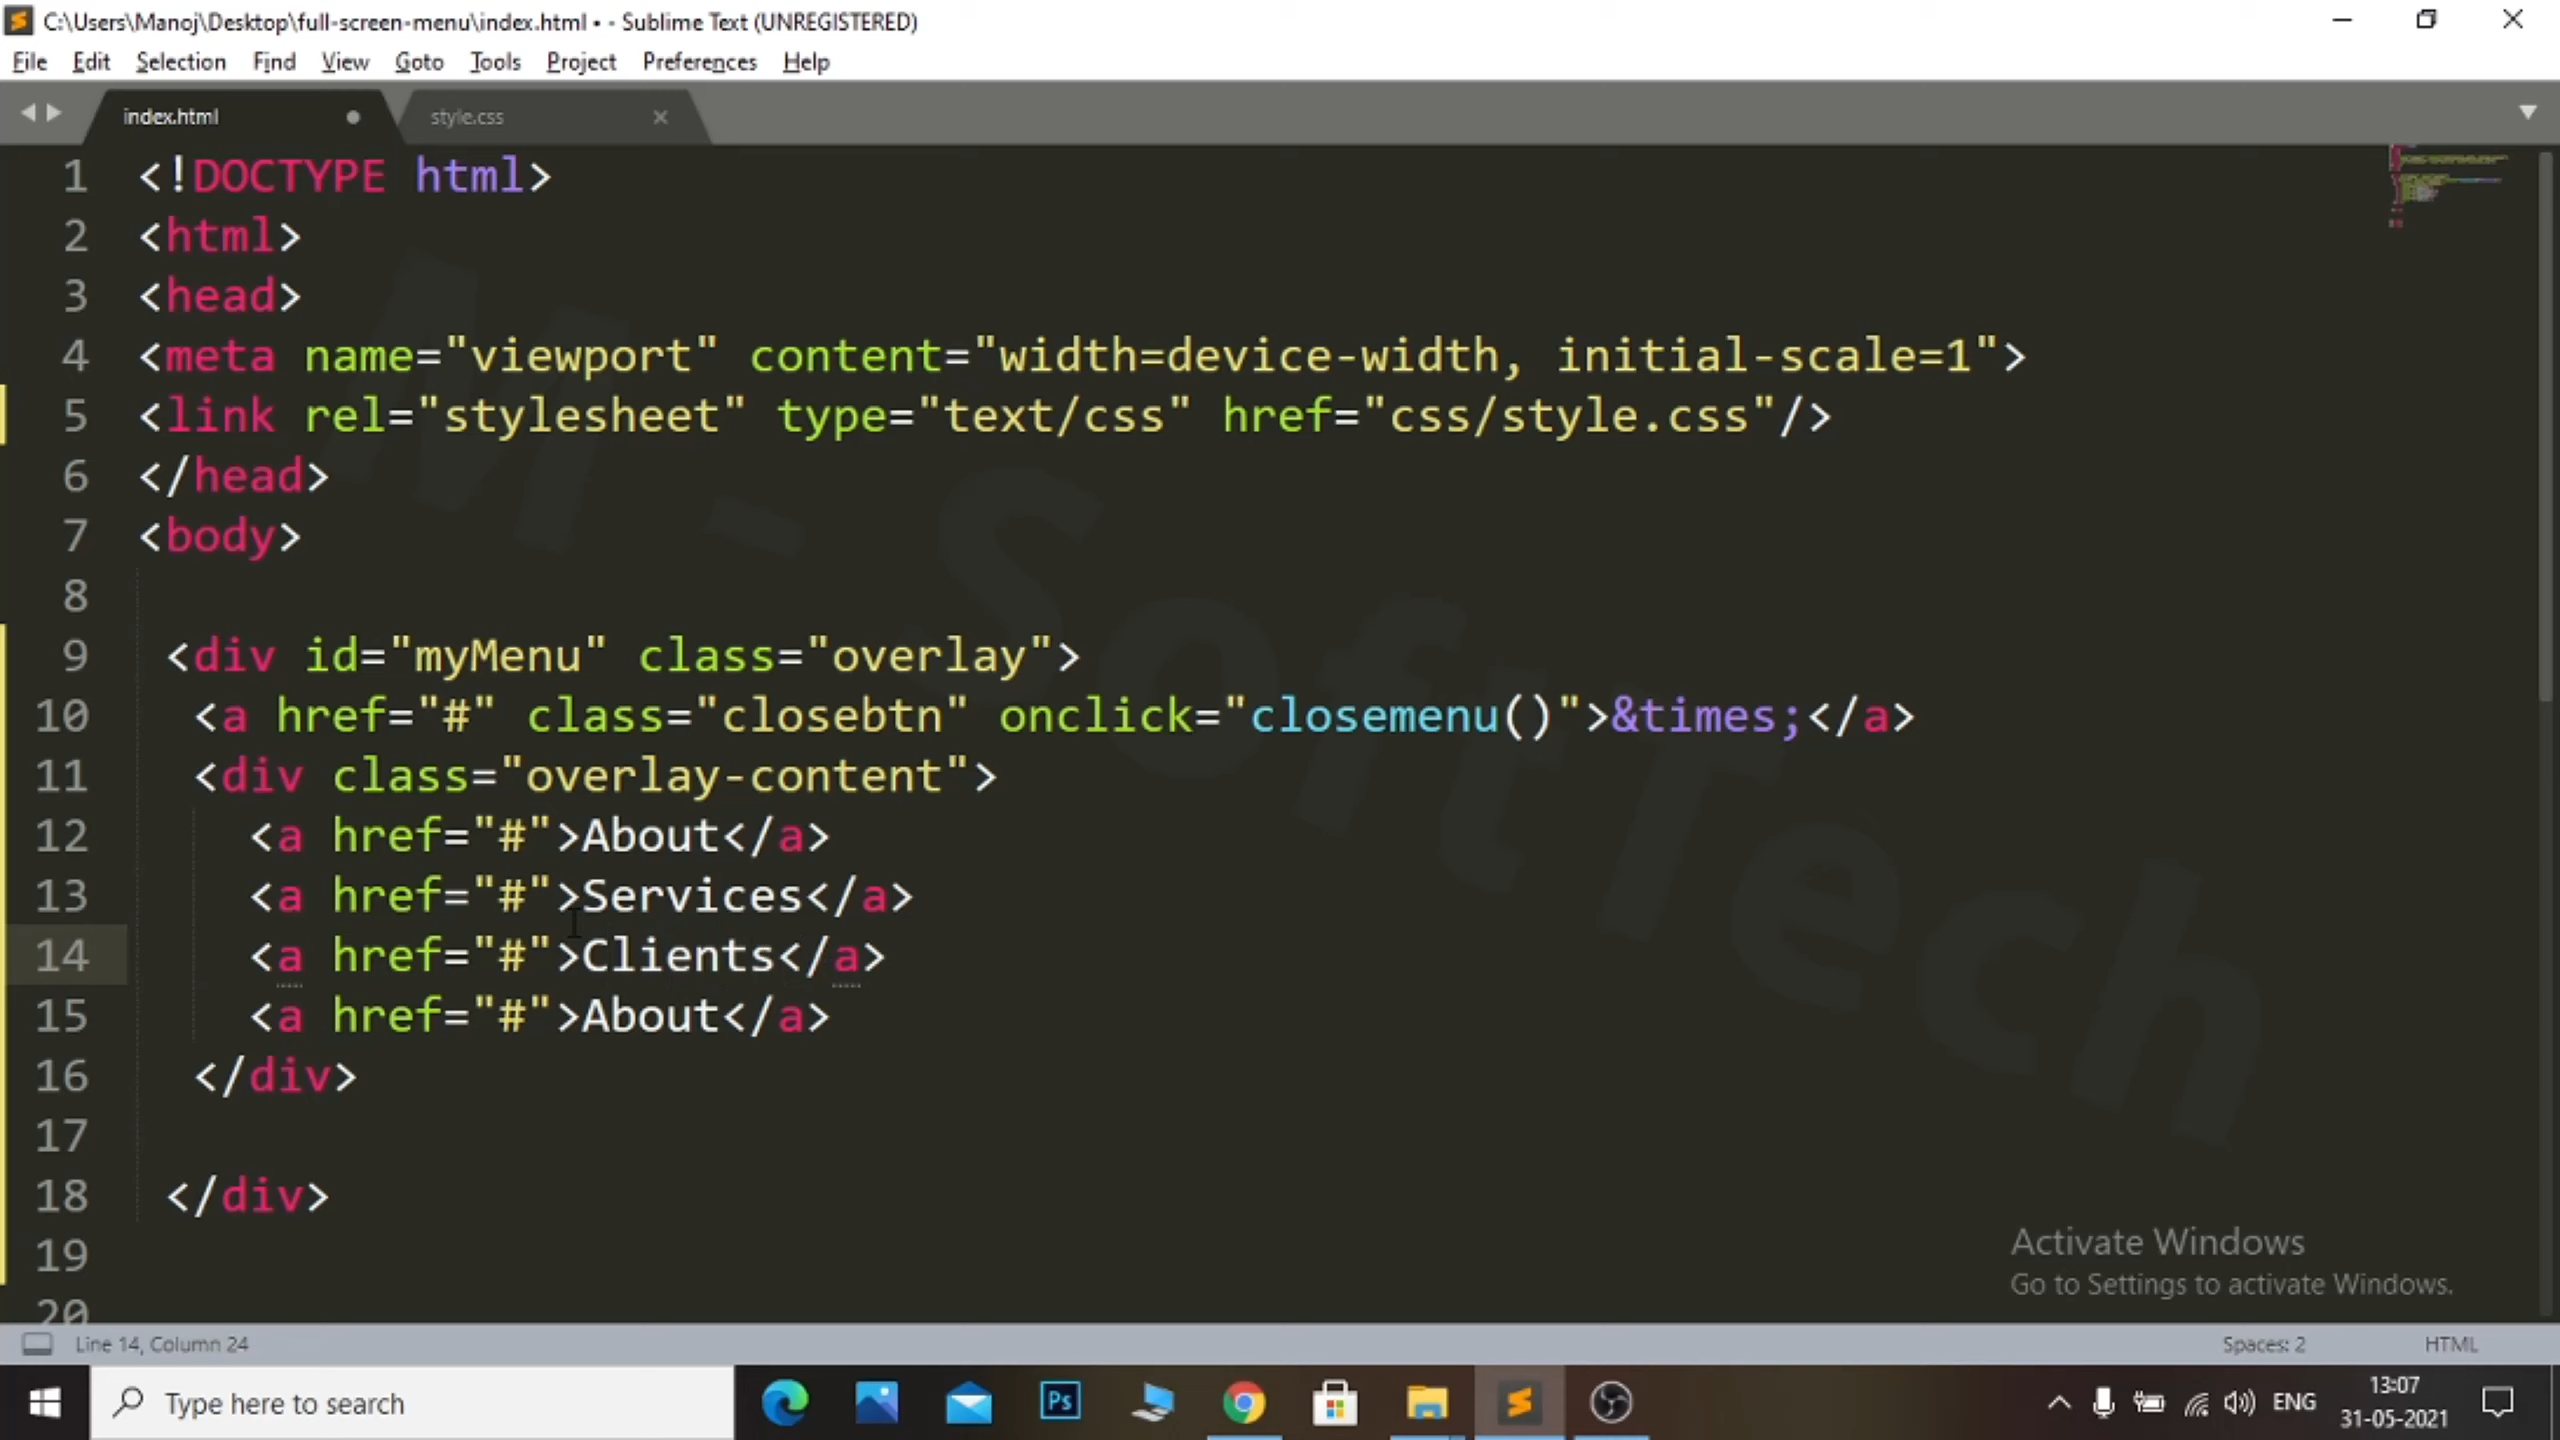 C:\Users\Manoj\Desktop\full-screen-menu\index.html • - Sublime Text (UNREGISTERED)
File Edit Selection Find View Goto Tools Project Preferences Help
index.html style.css
1 <!DOCTYPE html>
2 <html>
3 <head>
4 <meta name="viewport" content="width=device-width, initial-scale=1">
5 <link rel="stylesheet" type="text/css" href="css/style.css"/>
6 </head>
7 <body>
8
9 <div id="myMenu" class="overlay">
10 <a href="#" class="closebtn" onclick="closemenu()">&times;</a>
11 <div class="overlay-content">
12 <a href="#">About</a>
13 <a href="#">Services</a>
14 <a href="#">Clients</a>
15 <a href="#">About</a>
16 </div>
17
18 </div>
19
20
M - SoftTech
Activate Windows
Go to Settings to activate Windows.
Line 14, Column 24 Spaces: 2 HTML
Type here to search Ps ENG 13:07
31-05-2021